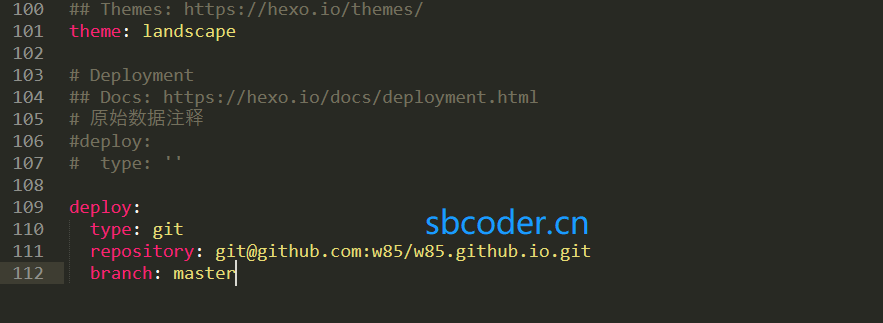 100 ## Themes: https://hexo.io/themes/
101 theme: landscape
102
103 # Deployment
104 ## Docs: https://hexo.io/docs/deployment.html
105 # 原始数据注释
106 #deploy:
107 #  type: ''
108
109 deploy:
110   type: git
sbcoder.cn
111   repository: git@github.com:w85/w85.github.io.git
112   branch: master